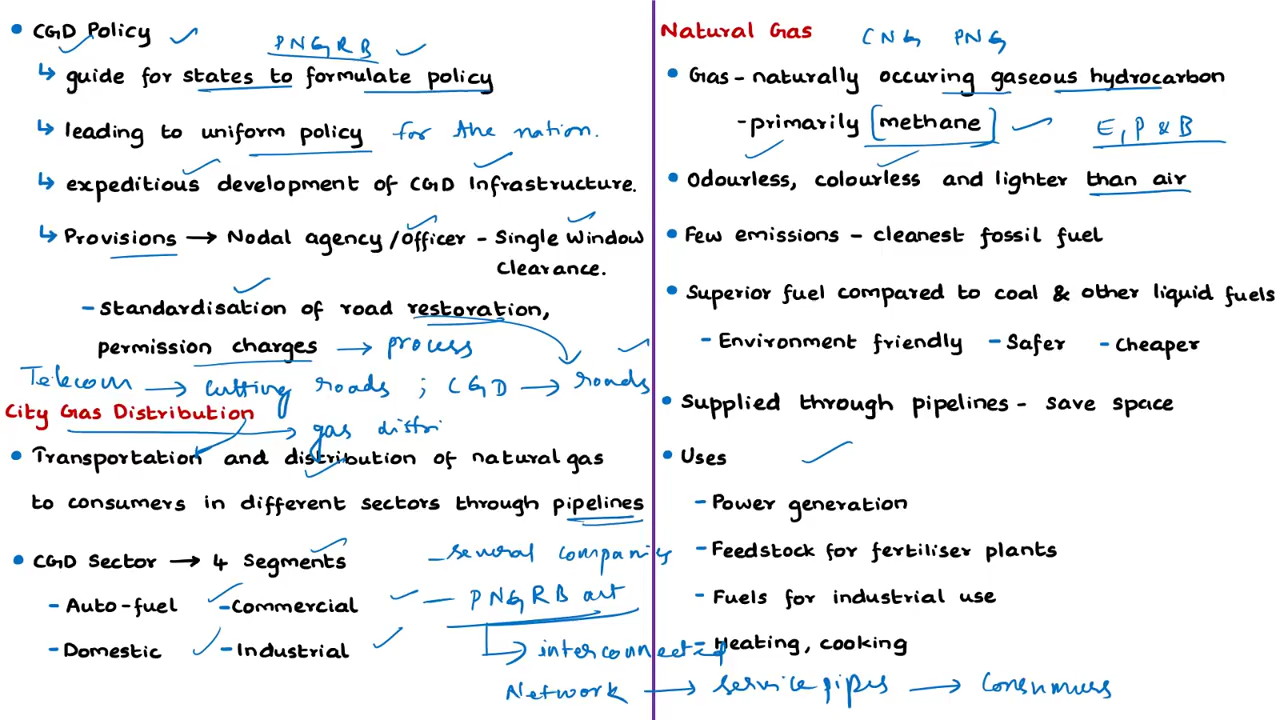 CGD Policy
PNGRB
guide for states to formulate policy
leading to uniform policy for the nation.
expeditious development of CGD Infrastructure.
Provisions → Nodal agency/officer - Single Window
Clearance.
- Standardisation of road restoration,
permission charges → process
Telecom → cutting roads ; CGD → roads
City Gas Distribution
→ gas distri
Transportation and distribution of natural gas
to consumers in different sectors through pipelines
CGD Sector → 4 Segments
- Auto-fuel - Commercial
- Domestic - Industrial
- several companies
- PNGRB act
→ interconnected
Network → service pipes → Consumers
Natural Gas CNG PNG
Gas - naturally occuring gaseous hydrocarbon
- primarily [methane] E, P & B
Odourless, colourless and lighter than air
Few emissions - cleanest fossil fuel
Superior fuel compared to coal & other liquid fuels
- Environment friendly - Safer - Cheaper
Supplied through pipelines - save space
Uses
- Power generation
- Feedstock for fertiliser plants
- Fuels for industrial use
- Heating, cooking